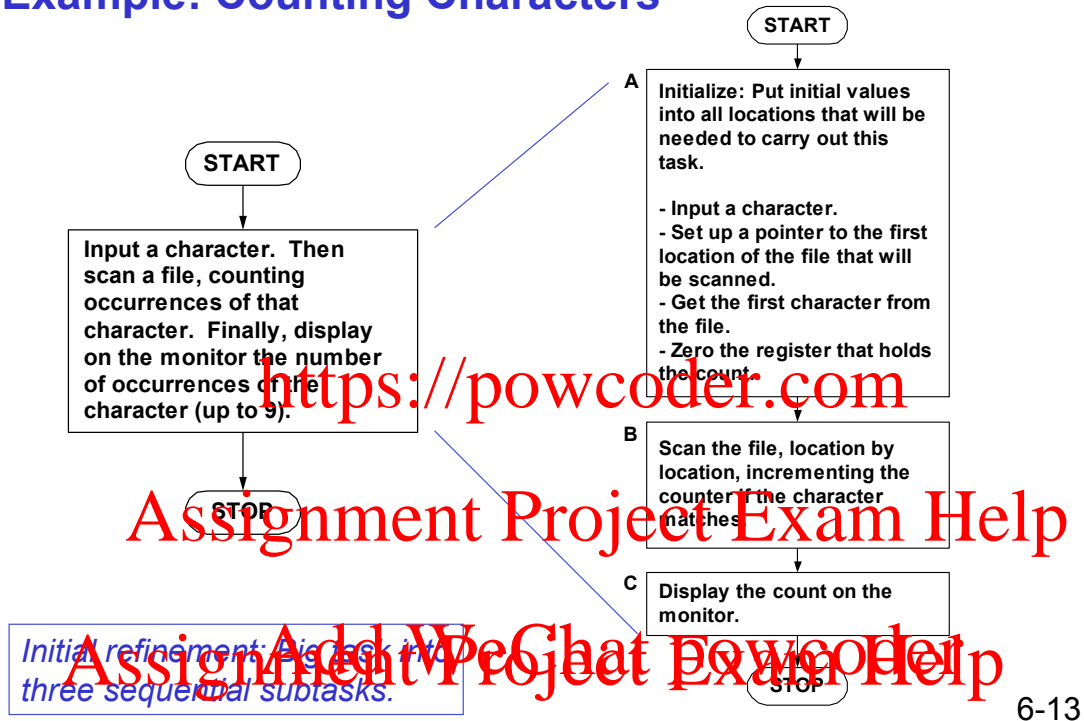 Example: Counting Characters
START
Input a character. Then
scan a file, counting
occurrences of that
character. Finally, display
on the monitor the number
of occurrences of the
character (up to 9).
STOP
Initial refinement: Big task into
three sequential subtasks.
START
A
Initialize: Put initial values
into all locations that will be
needed to carry out this
task.
- Input a character.
- Set up a pointer to the first
location of the file that will
be scanned.
- Get the first character from
the file.
- Zero the register that holds
the count.
B
Scan the file, location by
location, incrementing the
counter if the character
matches.
C
Display the count on the
monitor.
STOP
https://powcoder.com
Assignment Project Exam Help
Add WeChat powcoder
Assignment Project Exam Help
6-13